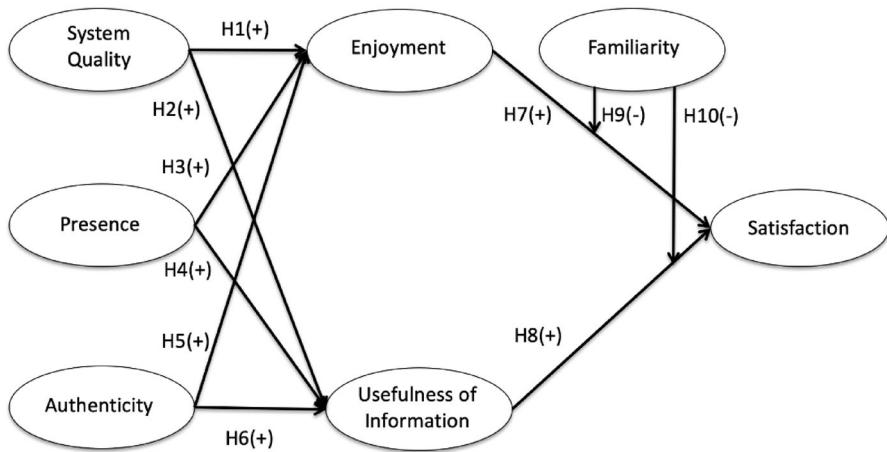 System
Quality
H1(+)
Enjoyment
Familiarity
H2(+)
H7(+)
H9(-)
H10(-)
H3(+)
Presence
Satisfaction
H4(+)
H5(+)
H8(+)
Authenticity
Usefulness of
Information
H6(+)